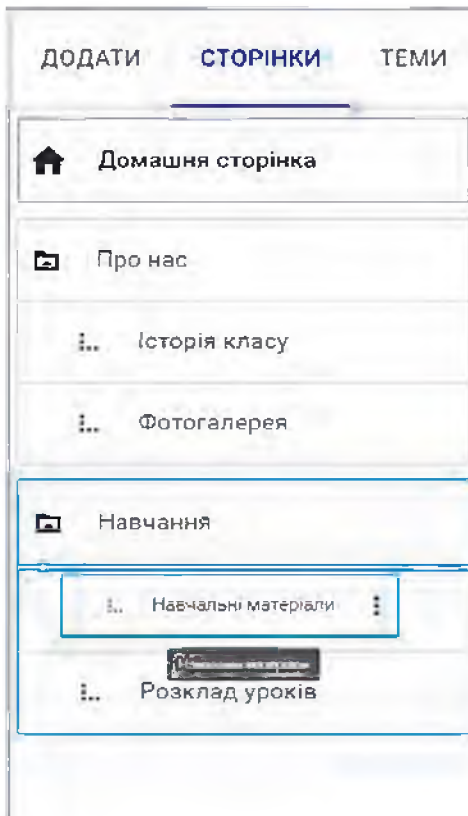 ДОДАТИ СТОРІНКИ ТЕМИ
Домашня сторінка
Про нас
Історія класу
Фотогалерея
Навчання
Навчальні матеріали
Розклад уроків